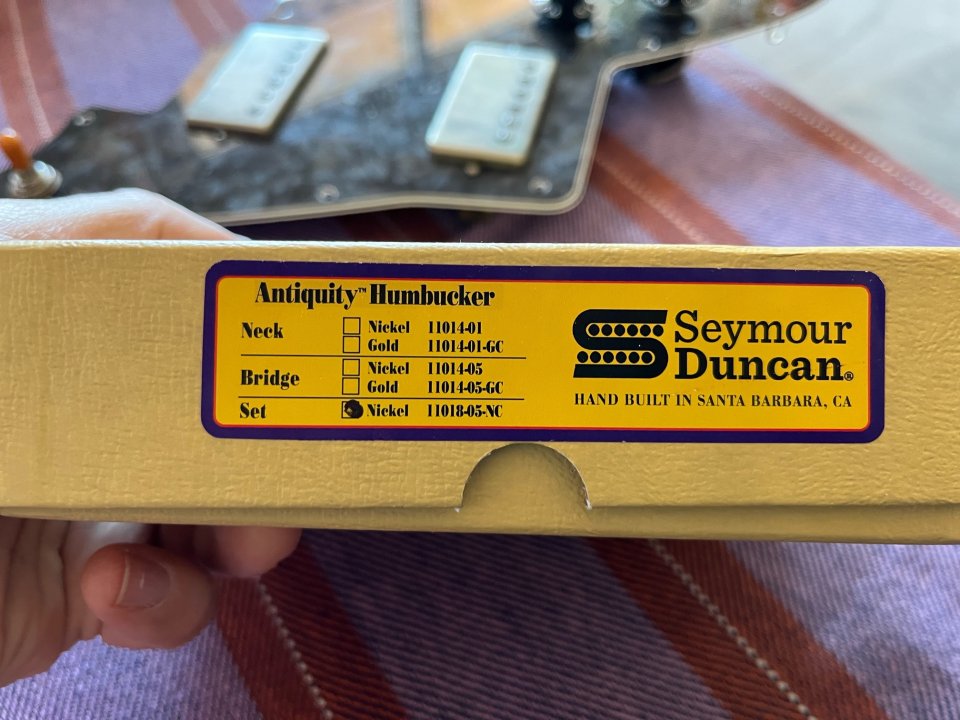 Antiquity™ Humbucker
Neck
Nickel 11014-01
Gold 11014-01-GC
Bridge
Nickel 11014-05
Gold 11014-05-GC
Set Nickel 11018-05-NC
Seymour
Duncan®
HAND BUILT IN SANTA BARBARA, CA